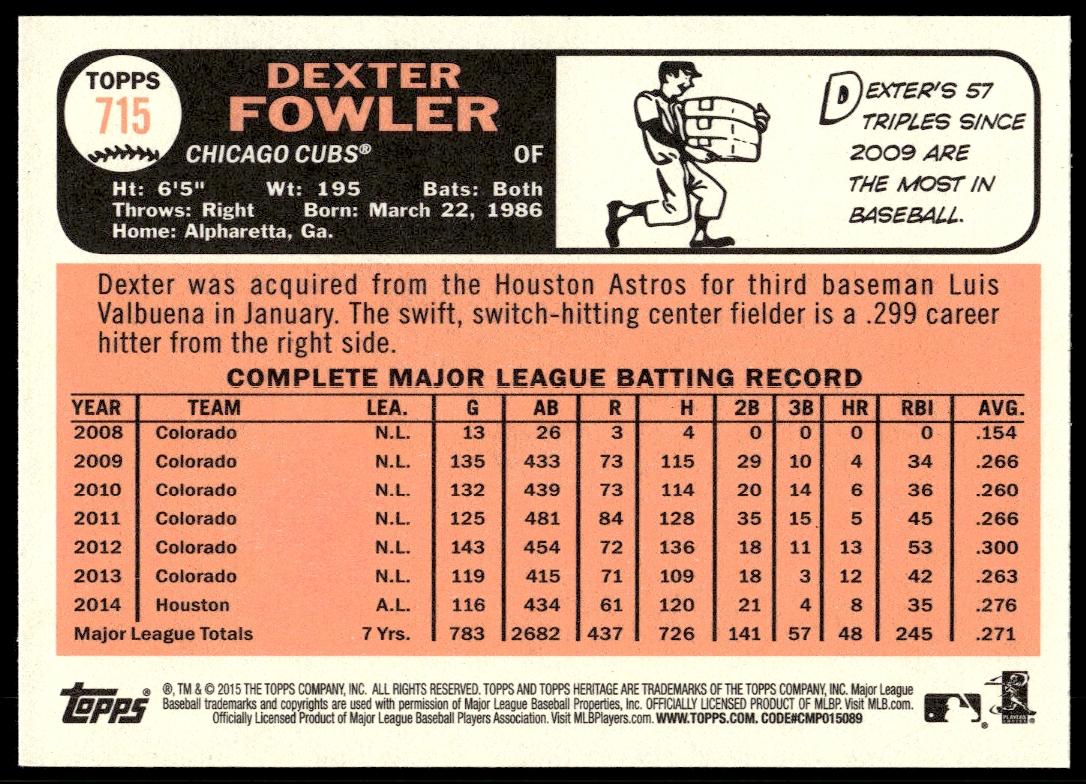 TOPPS
715
DEXTER
FOWLER
CHICAGO CUBS® OF
Ht: 6'5" Wt: 195 Bats: Both
Throws: Right Born: March 22, 1986
Home: Alpharetta, Ga.
DEXTER'S 57
TRIPLES SINCE
2009 ARE
THE MOST IN
BASEBALL.
Dexter was acquired from the Houston Astros for third baseman Luis
Valbuena in January. The swift, switch-hitting center fielder is a .299 career
hitter from the right side.
COMPLETE MAJOR LEAGUE BATTING RECORD
YEAR TEAM LEA. G AB R H 2B 3B HR RBI AVG.
2008 Colorado N.L. 13 26 3 4 0 0 0 0 .154
2009 Colorado N.L. 135 433 73 115 29 10 4 34 .266
2010 Colorado N.L. 132 439 73 114 20 14 6 36 .260
2011 Colorado N.L. 125 481 84 128 35 15 5 45 .266
2012 Colorado N.L. 143 454 72 136 18 11 13 53 .300
2013 Colorado N.L. 119 415 71 109 18 3 12 42 .263
2014 Houston A.L. 116 434 61 120 21 4 8 35 .276
Major League Totals 7 Yrs. 783 2682 437 726 141 57 48 245 .271
Topps®
®, TM & © 2015 THE TOPPS COMPANY, INC. ALL RIGHTS RESERVED. TOPPS AND TOPPS HERITAGE ARE TRADEMARKS OF THE TOPPS COMPANY, INC. Major League
Baseball trademarks and copyrights are used with permission of Major League Baseball Properties, Inc. OFFICIALLY LICENSED PRODUCT OF MLBP. Visit MLB.com.
Officially Licensed Product of Major League Baseball Players Association. Visit MLBPlayers.com. WWW.TOPPS.COM. CODE#CMP015089